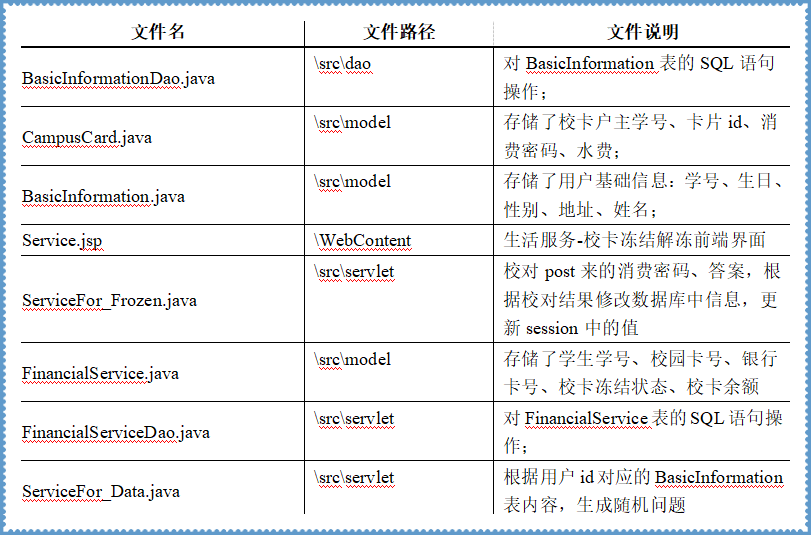 文件名 文件路径 文件说明
BasicInformationDao.java \src\dao 对 BasicInformation 表的 SQL 语句
操作；
CampusCard.java \src\model 存储了校卡户主学号、卡片 id、消
费密码、水费；
BasicInformation.java \src\model 存储了用户基础信息：学号、生日、
性别、地址、姓名；
Service.jsp \WebContent 生活服务-校卡冻结解冻前端界面
ServiceFor_Frozen.java \src\servlet 校对 post 来的消费密码、答案，根
据校对结果修改数据库中信息，更
新 session 中的值
FinancialService.java \src\model 存储了学生学号、校园卡号、银行
卡号、校卡冻结状态、校卡余额
FinancialServiceDao.java \src\servlet 对 FinancialService 表的 SQL 语句操
作；
ServiceFor_Data.java \src\servlet 根据用户 id 对应的 BasicInformation
表内容，生成随机问题